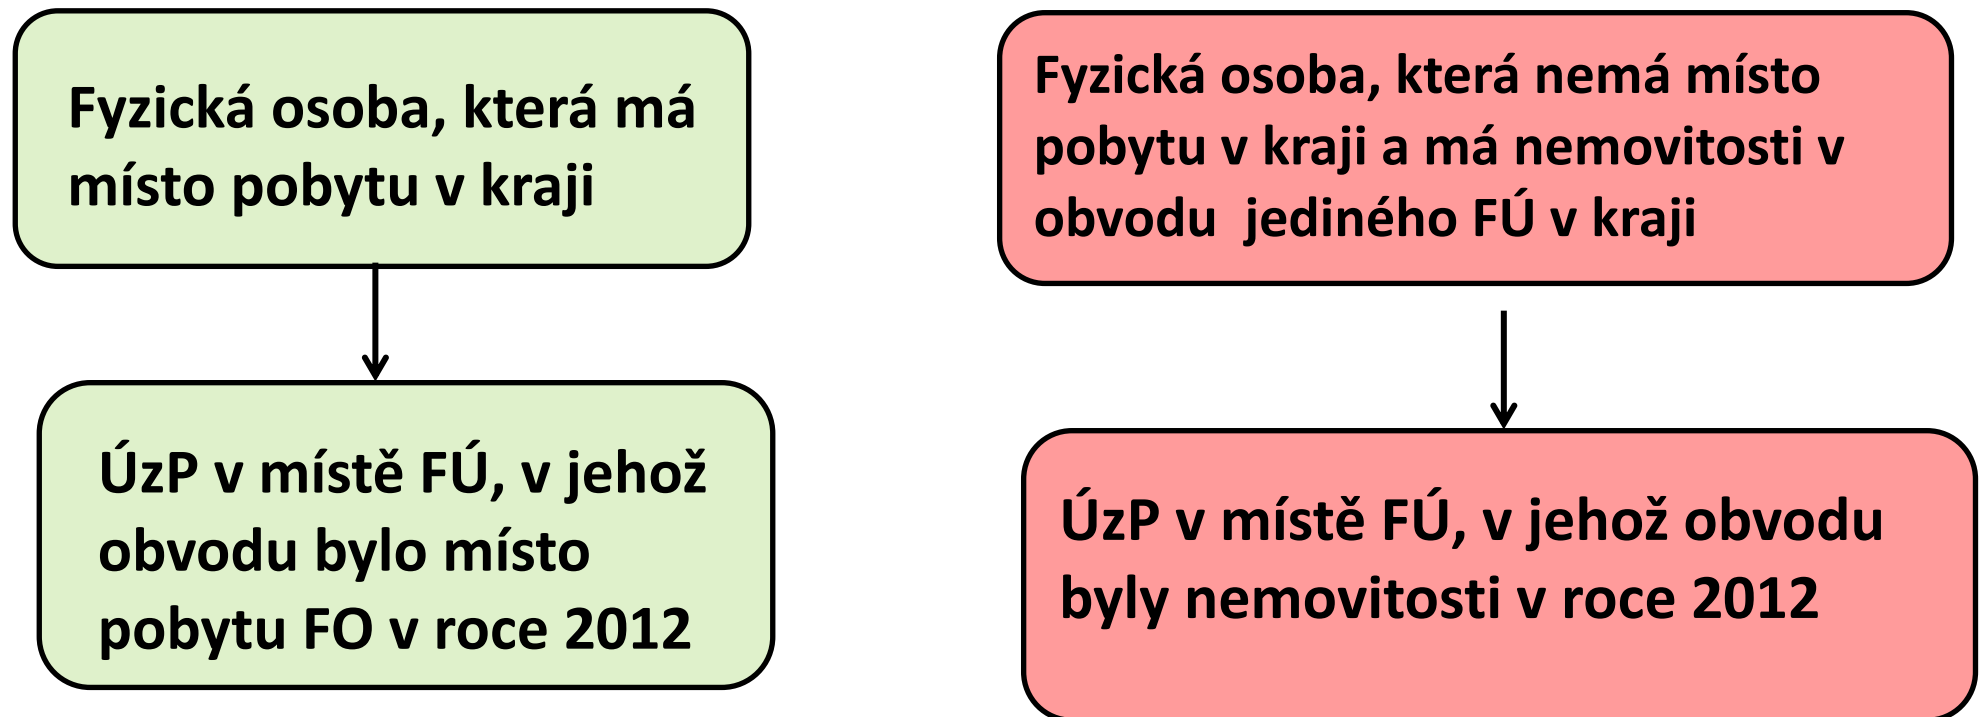 Fyzická osoba, která má
místo pobytu v kraji
ÚzP v místě FÚ, v jehož
obvodu bylo místo
pobytu FO v roce 2012
Fyzická osoba, která nemá místo
pobytu v kraji a má nemovitosti v
obvodu  jediného FÚ v kraji
ÚzP v místě FÚ, v jehož obvodu
byly nemovitosti v roce 2012